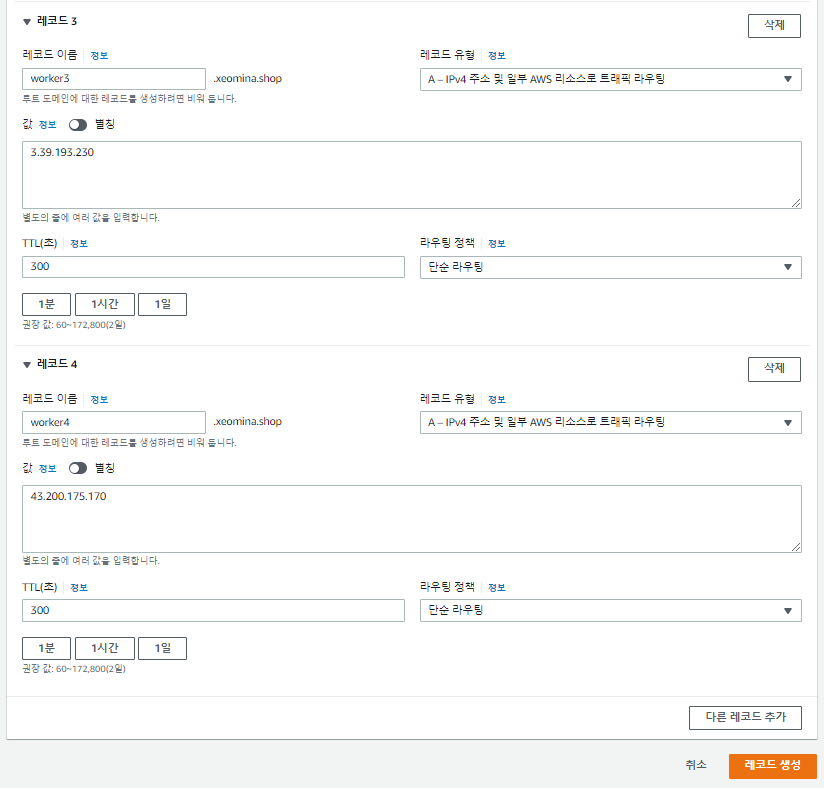 레코드 3
삭제
레코드 이름 정보
레코드 유형 정보
worker3 .xeomina.shop
A – IPv4 주소 및 일부 AWS 리소스로 트래픽 라우팅
루트 도메인에 대한 레코드를 생성하려면 비워 둡니다.
값 정보 별칭
3.39.193.230
별도의 줄에 여러 값을 입력합니다.
TTL(초) 정보
라우팅 정책 정보
300
단순 라우팅
1분 1시간 1일
권장 값: 60~172,800(2일)
레코드 4
삭제
레코드 이름 정보
레코드 유형 정보
worker4 .xeomina.shop
A – IPv4 주소 및 일부 AWS 리소스로 트래픽 라우팅
루트 도메인에 대한 레코드를 생성하려면 비워 둡니다.
값 정보 별칭
43.200.175.170
별도의 줄에 여러 값을 입력합니다.
TTL(초) 정보
라우팅 정책 정보
300
단순 라우팅
1분 1시간 1일
권장 값: 60~172,800(2일)
다른 레코드 추가
취소 레코드 생성